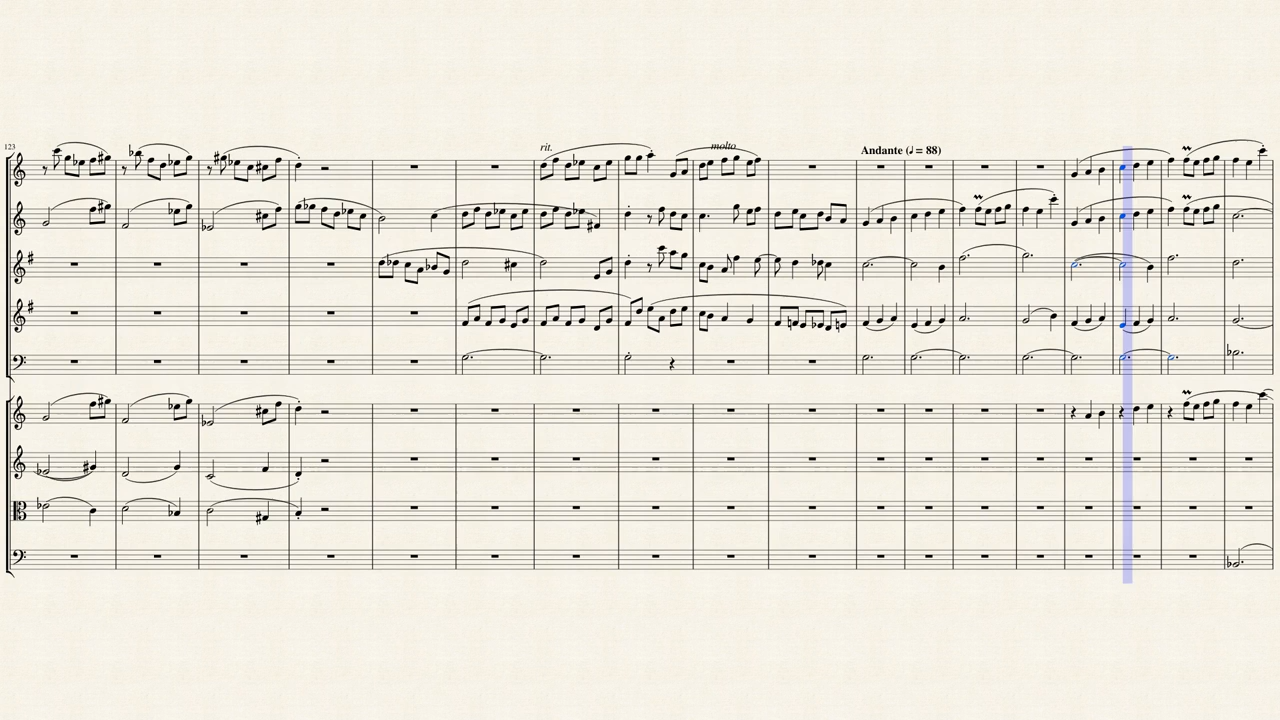 123
rit.
molto
Andante (♩ = 88)